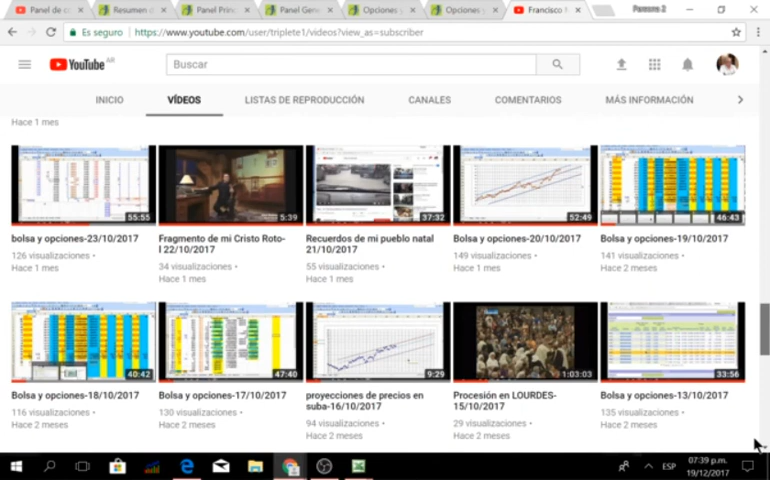 Panel de co
Resumen d
Panel Princ
Panel Gene
Opciones y
Opciones y
Francisco
Persona 2
Es seguro
https://www.youtube.com/user/triplete1/videos?view_as=subscriber
YouTube AR
Buscar
INICIO
VÍDEOS
LISTAS DE REPRODUCCIÓN
CANALES
COMENTARIOS
MÁS INFORMACIÓN
Hace 1 mes
55:55
5:39
37:32
52:49
46:43
bolsa y opciones-23/10/2017
126 visualizaciones •
Hace 1 mes
Fragmento de mi Cristo Roto-
I 22/10/2017
34 visualizaciones •
Hace 1 mes
Recuerdos de mi pueblo natal
21/10/2017
55 visualizaciones •
Hace 1 mes
Bolsa y opciones-20/10/2017
149 visualizaciones •
Hace 1 mes
Bolsa y opciones-19/10/2017
141 visualizaciones •
Hace 2 meses
40:42
47:40
9:29
1:03:03
33:56
Bolsa y opciones-18/10/2017
116 visualizaciones •
Hace 2 meses
Bolsa y opciones-17/10/2017
130 visualizaciones •
Hace 2 meses
proyecciones de precios en
suba-16/10/2017
94 visualizaciones •
Hace 2 meses
Procesión en LOURDES-
15/10/2017
29 visualizaciones •
Hace 2 meses
Bolsa y opciones-13/10/2017
135 visualizaciones •
Hace 2 meses
ESP
07:39 p.m.
19/12/2017